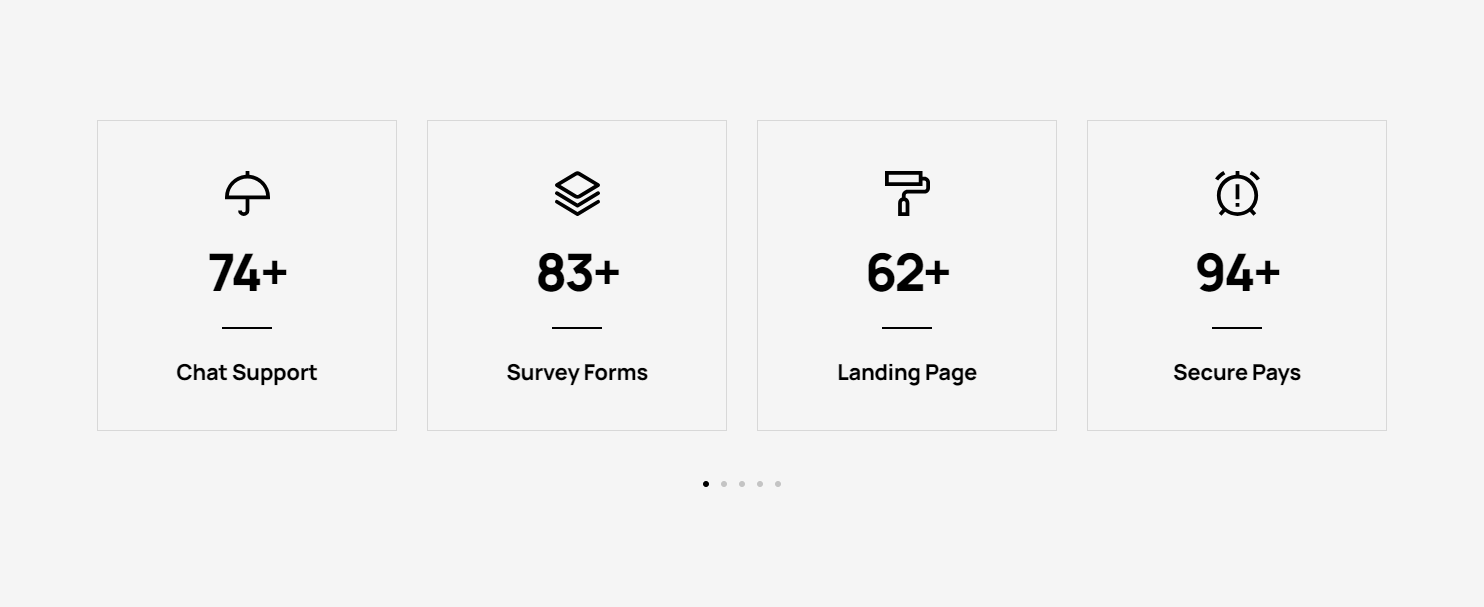 74+
Chat Support
83+
Survey Forms
62+
Landing Page
94+
Secure Pays